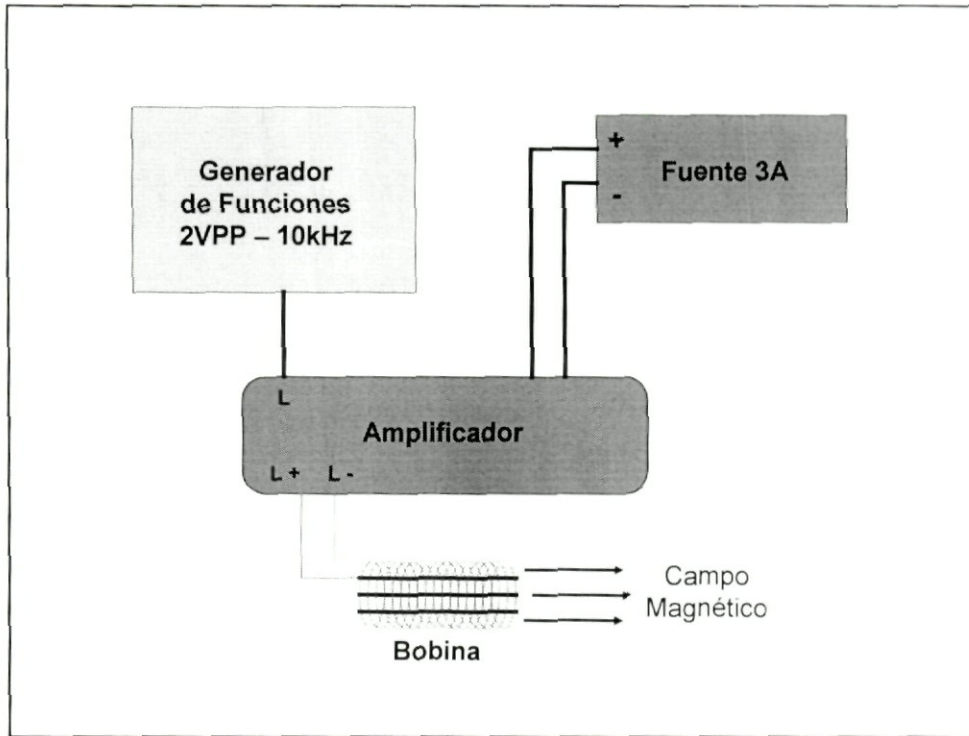 Generador
de Funciones
2VPP – 10kHz
+
-
Fuente 3A
L
Amplificador
L + L -
Campo
Magnético
Bobina